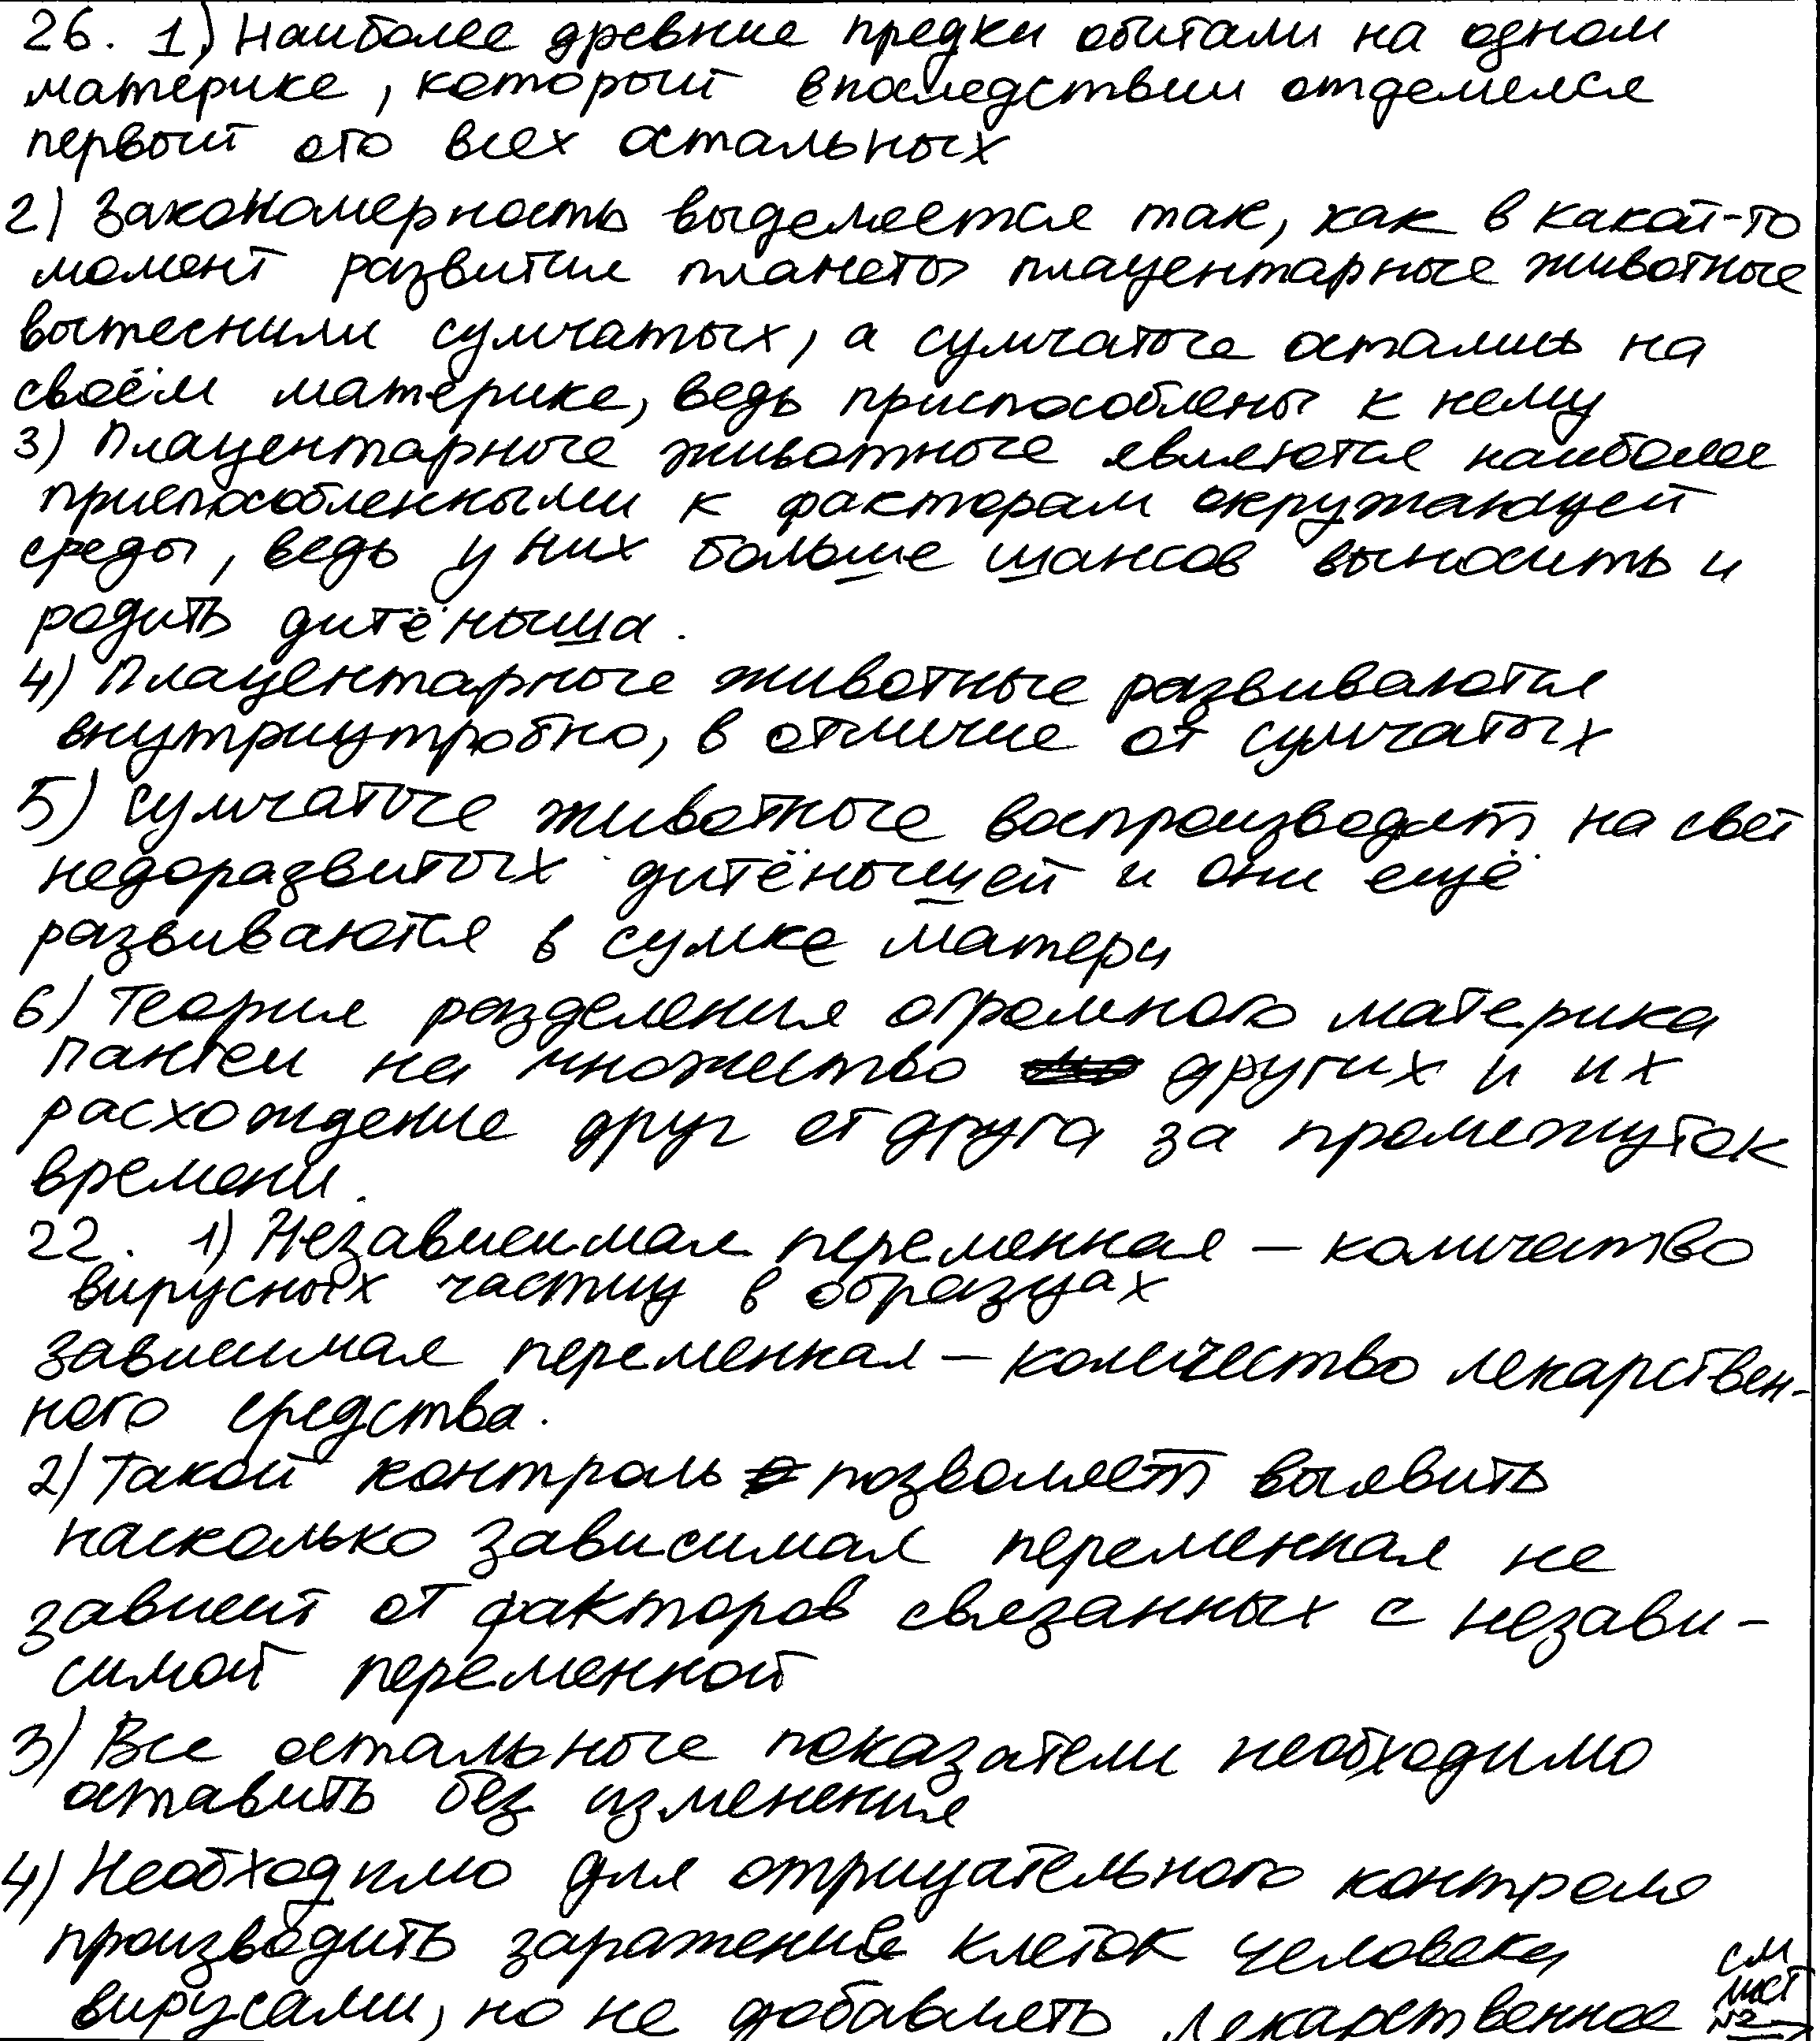 26. 1) Наиболее древние предки обитали на одном
материке, который впоследствии отделился
первый ото всех остальных
2) Закономерность выделяется так, как в какой-то
момент развития планеты плацентарные животные
вытеснили сумчатых, а сумчатые остались на
своём материке, ведь приспособлены к нему
3) Плацентарные животные являются наиболее
приспособленными к факторам окружающей
среды, ведь у них больше шансов выносить и
родить дитёныша.
4) Плацентарные животные развиваются
внутриутробно, в отличие от сумчатых
5) Сумчатые животные воспроизводят на свет
недоразвитых дитёнышей и они ещё
развиваются в сумке матери
6) Теория разделения огромного материка
Пангеи на множество других и их
расхождение друг от друга за промежуток
времени.
22. 1) Независимая переменная – количество
вирусных частиц в образцах
Зависимая переменная – количество лекарствен-
ного средства.
2) Такой контроль позволяет выявить
насколько зависимая переменная не
зависит от факторов связанных с незави-
симой переменной
3) Все остальные показатели необходимо
оставить без изменения
4) Необходимо для отрицательного контроля
производить заражение клеток человека
вирусами, но не добавлять лекарственное
см
лист
№2